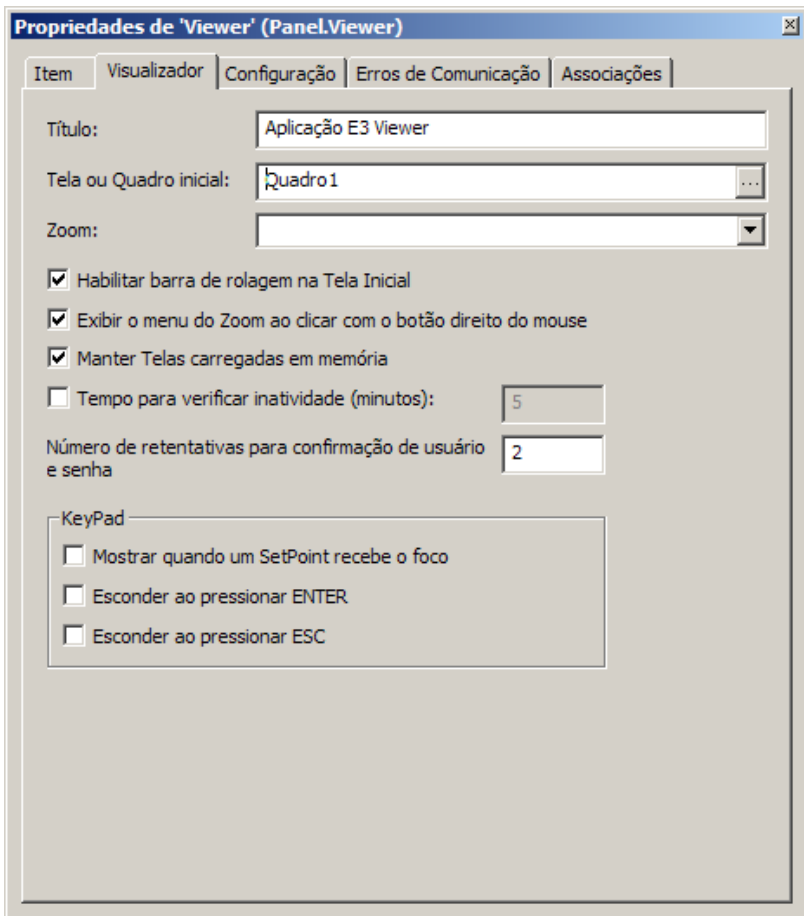 Propriedades de 'Viewer' (Panel.Viewer)
Item
Visualizador
Configuração
Erros de Comunicação
Associações
Título:
Aplicação E3 Viewer
Tela ou Quadro inicial:
Quadro1
...
Zoom:
Habilitar barra de rolagem na Tela Inicial
Exibir o menu do Zoom ao clicar com o botão direito do mouse
Manter Telas carregadas em memória
Tempo para verificar inatividade (minutos):
5
Número de retentativas para confirmação de usuário
e senha
2
KeyPad
Mostrar quando um SetPoint recebe o foco
Esconder ao pressionar ENTER
Esconder ao pressionar ESC